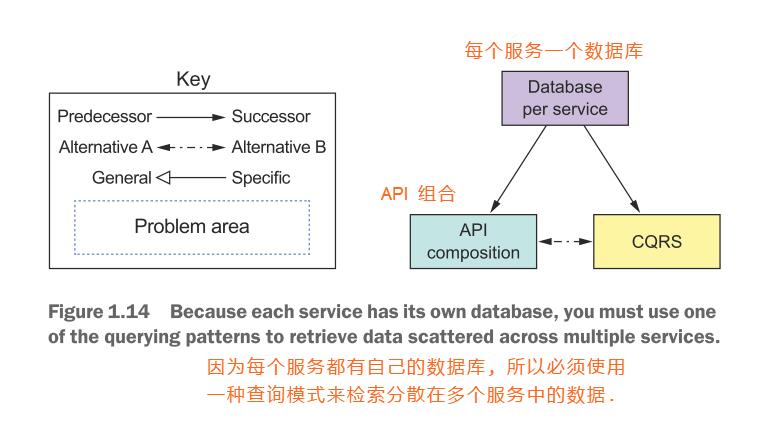 每个服务一个数据库
Key
Database
per service
Predecessor
Successor
Alternative A
Alternative B
General
Specific
Problem area
API 组合
API
composition
CQRS
Figure 1.14 Because each service has its own database, you must use one
of the querying patterns to retrieve data scattered across multiple services.
因为每个服务都有自己的数据库，所以必须使用
一种查询模式来检索分散在多个服务中的数据.